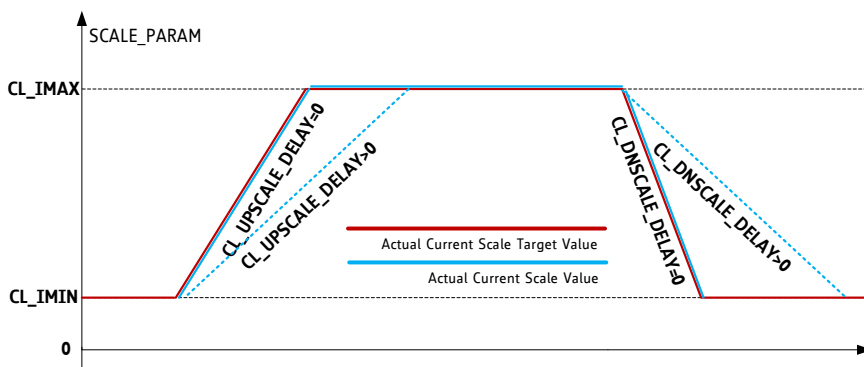 SCALE_PARAM
CL_IMAX
CL_UPSCALE_DELAY=0
CL_UPSCALE_DELAY>0
CL_DNSCALE_DELAY=0
CL_DNSCALE_DELAY>0
Actual Current Scale Target Value
Actual Current Scale Value
CL_IMIN
0